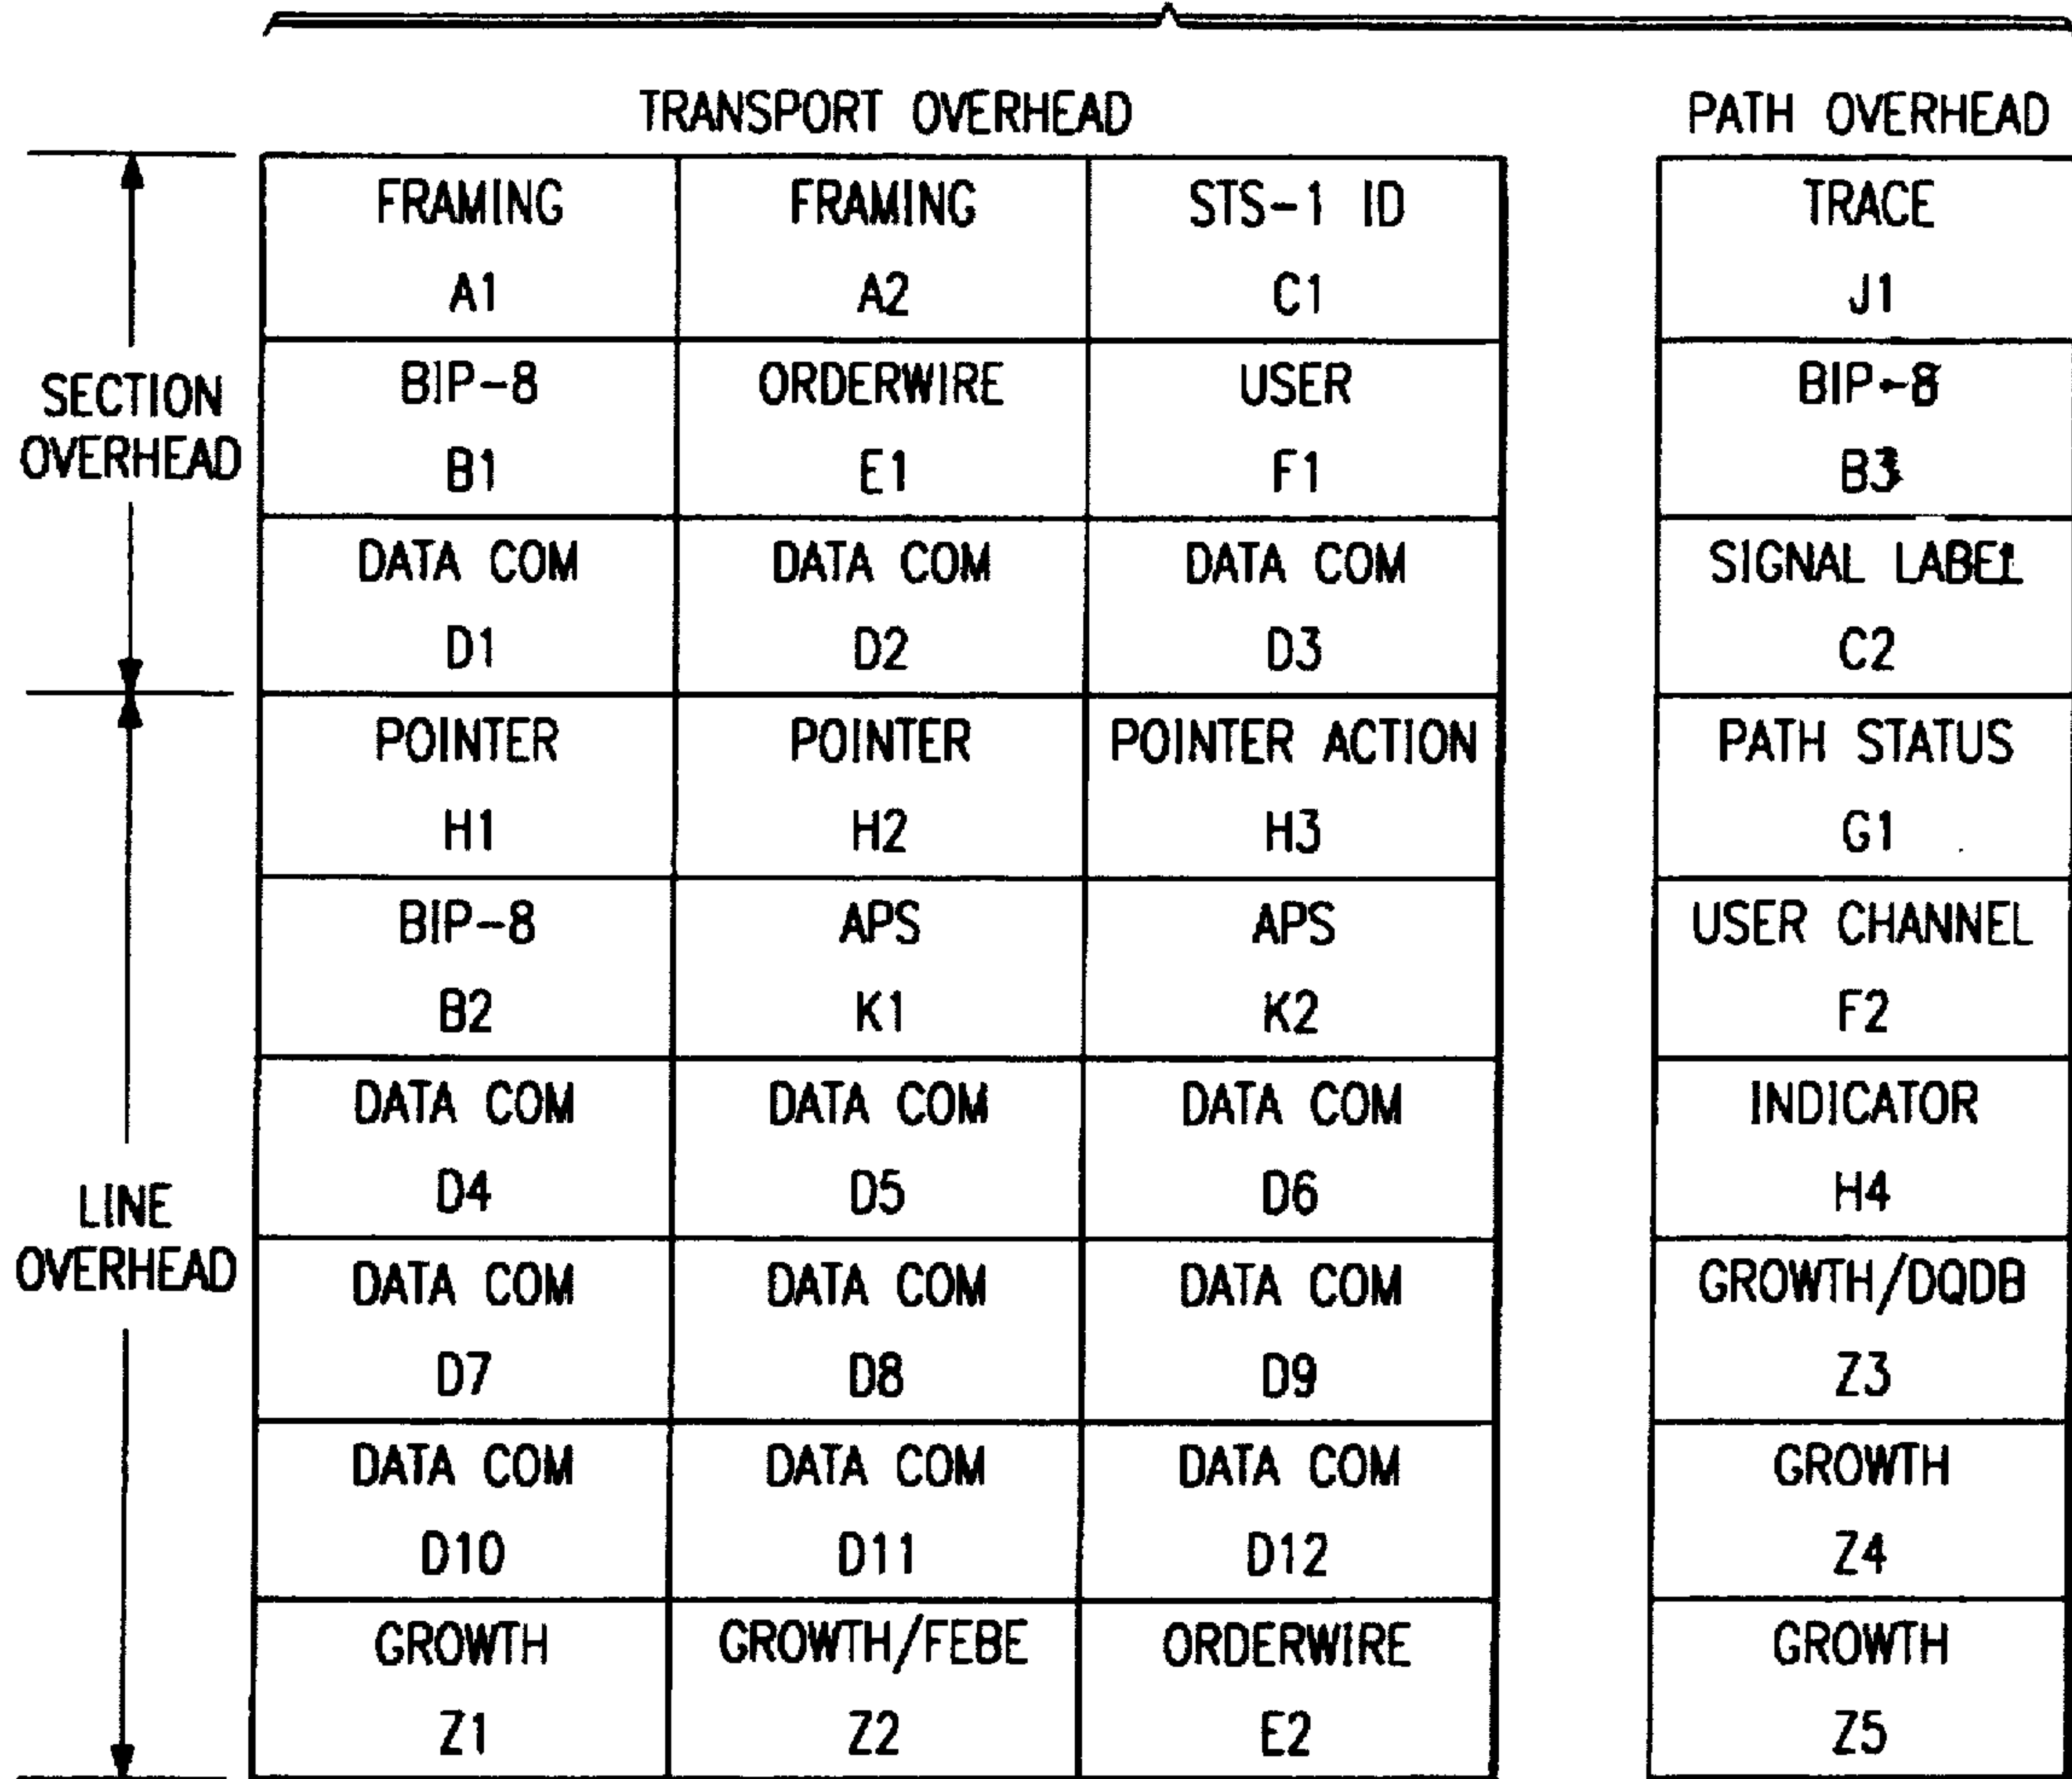 TRANSPORT OVERHEAD PATH OVERHEAD
FRAMING FRAMING STS-1 ID TRACE
A1 A2 C1 J1
SECTION OVERHEAD
BIP-8 ORDERWIRE USER BIP-8
B1 E1 F1 B3
DATA COM DATA COM DATA COM SIGNAL LABEL
D1 D2 D3 C2
POINTER POINTER POINTER ACTION PATH STATUS
H1 H2 H3 G1
BIP-8 APS APS USER CHANNEL
B2 K1 K2 F2
DATA COM DATA COM DATA COM INDICATOR
D4 D5 D6 H4
LINE OVERHEAD
DATA COM DATA COM DATA COM GROWTH/DQDB
D7 D8 D9 Z3
DATA COM DATA COM DATA COM GROWTH
D10 D11 D12 Z4
GROWTH GROWTH/FEBE ORDERWIRE GROWTH
Z1 Z2 E2 Z5